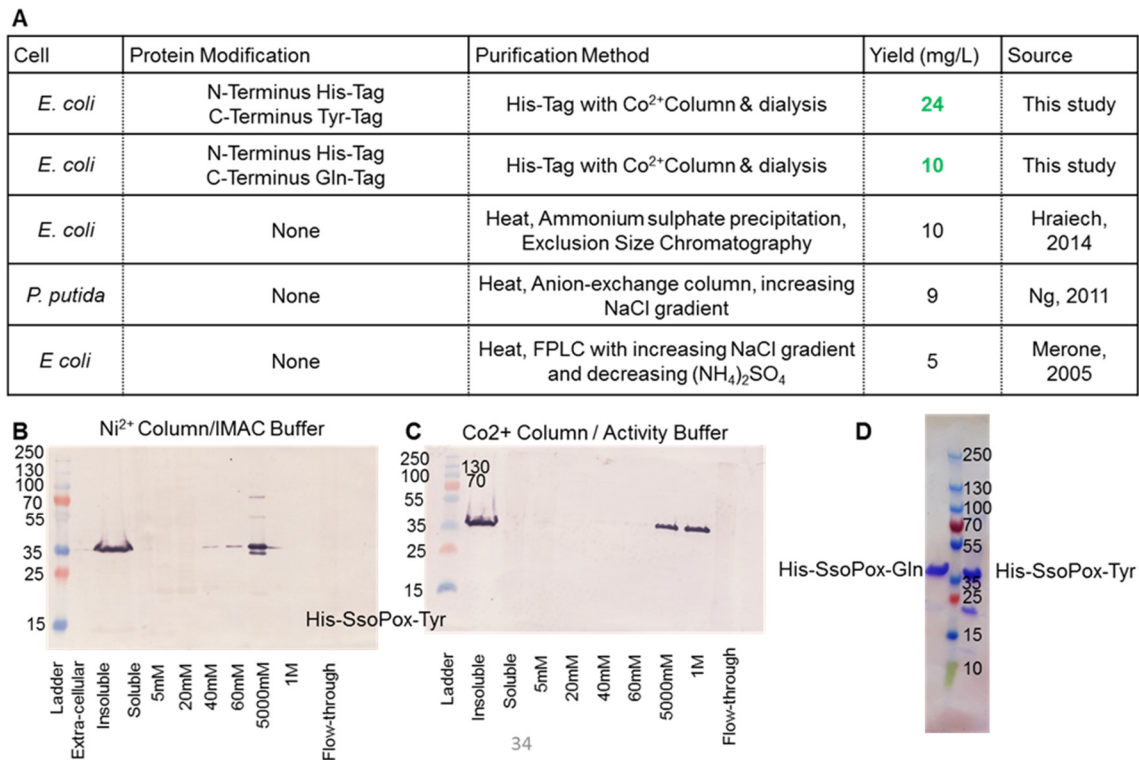 A
Cell Protein Modification Purification Method Yield (mg/L) Source
E. coli N-Terminus His-Tag
C-Terminus Tyr-Tag His-Tag with Co2+Column & dialysis 24 This study
E. coli N-Terminus His-Tag
C-Terminus Gln-Tag His-Tag with Co2+Column & dialysis 10 This study
E. coli None Heat, Ammonium sulphate precipitation,
Exclusion Size Chromatography 10 Hraiech,
2014
P. putida None Heat, Anion-exchange column, increasing
NaCl gradient 9 Ng, 2011
E coli None Heat, FPLC with increasing NaCl gradient
and decreasing (NH4)2SO4 5 Merone,
2005
B
Ni2+ Column/IMAC Buffer
250
130
100
70
55
35
25
15
Ladder
Extra-cellular
Insoluble
Soluble
5mM
20mM
40mM
60mM
5000mM
1M
Flow-through
His-SsoPox-Tyr
C
Co2+ Column / Activity Buffer
250
130
100
70
55
35
25
15
Ladder
Insoluble
Soluble
5mM
20mM
40mM
60mM
5000mM
1M
Flow-through
34
D
250
130
100
70
55
35
25
15
10
His-SsoPox-Gln
His-SsoPox-Tyr